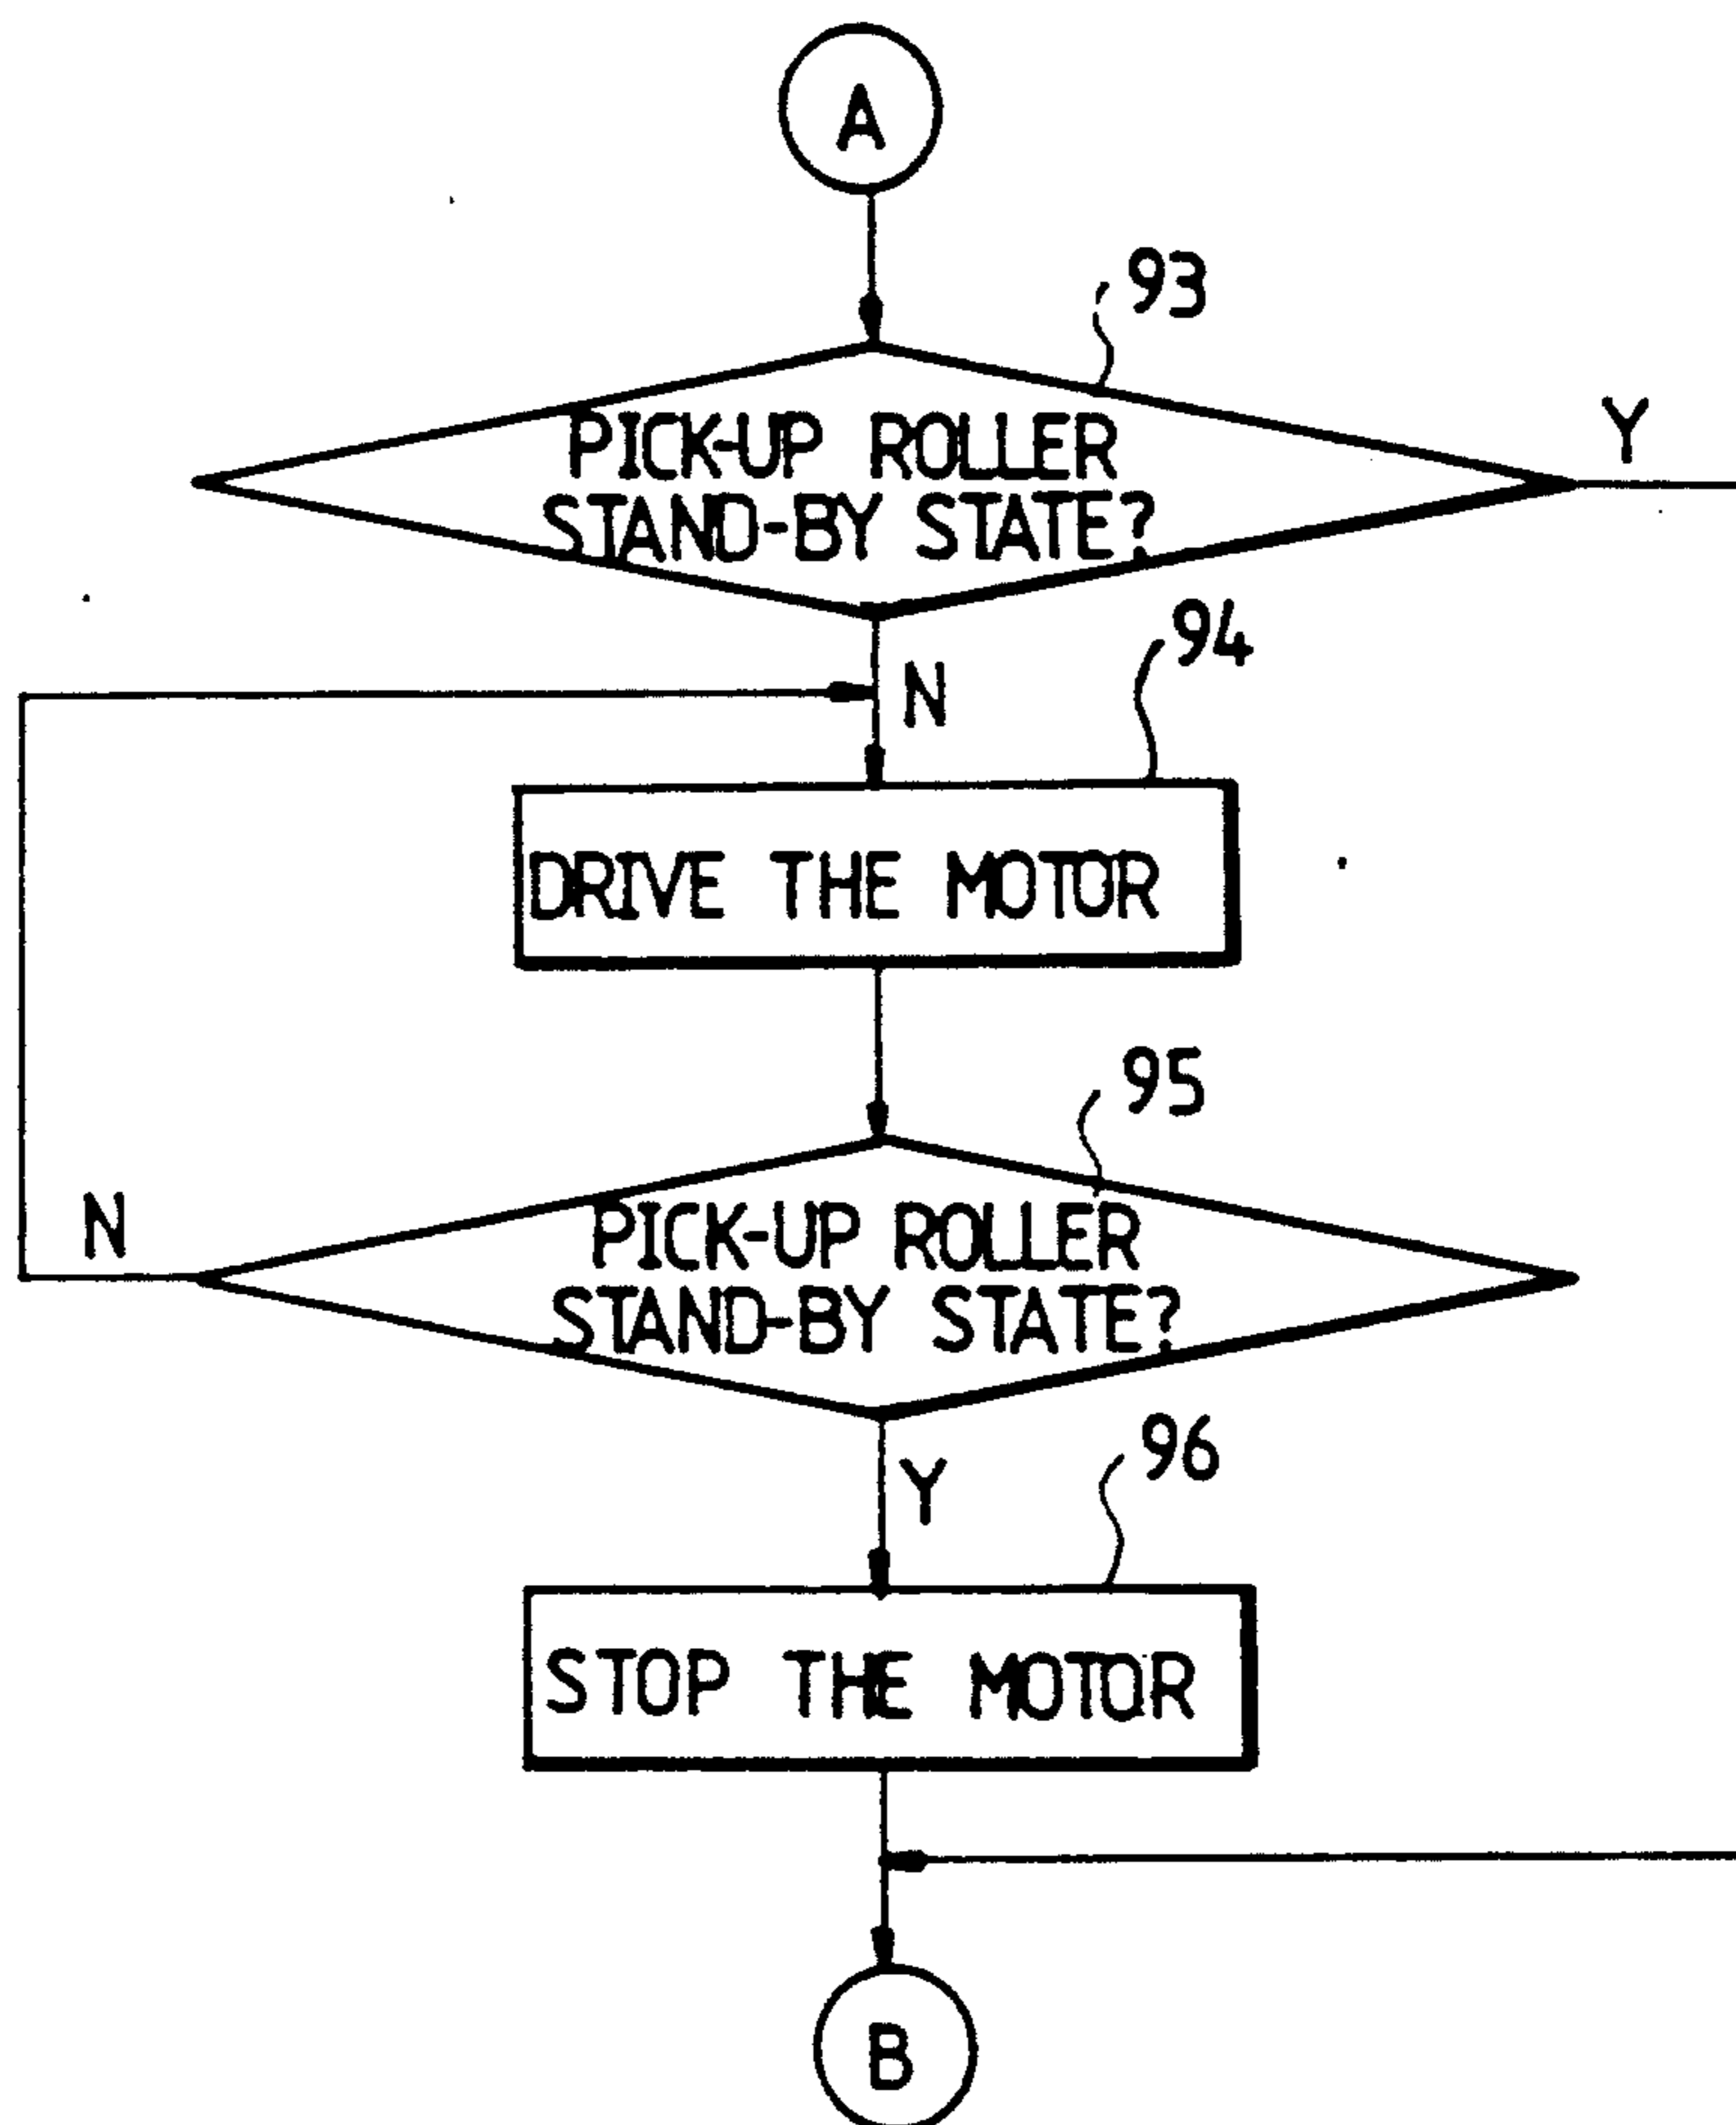 A
93
PICK-UP ROLLER
STAND-BY STATE?
Y
94
N
DRIVE THE MOTOR
95
PICK-UP ROLLER
STAND-BY STATE?
N
96
Y
STOP THE MOTOR
B